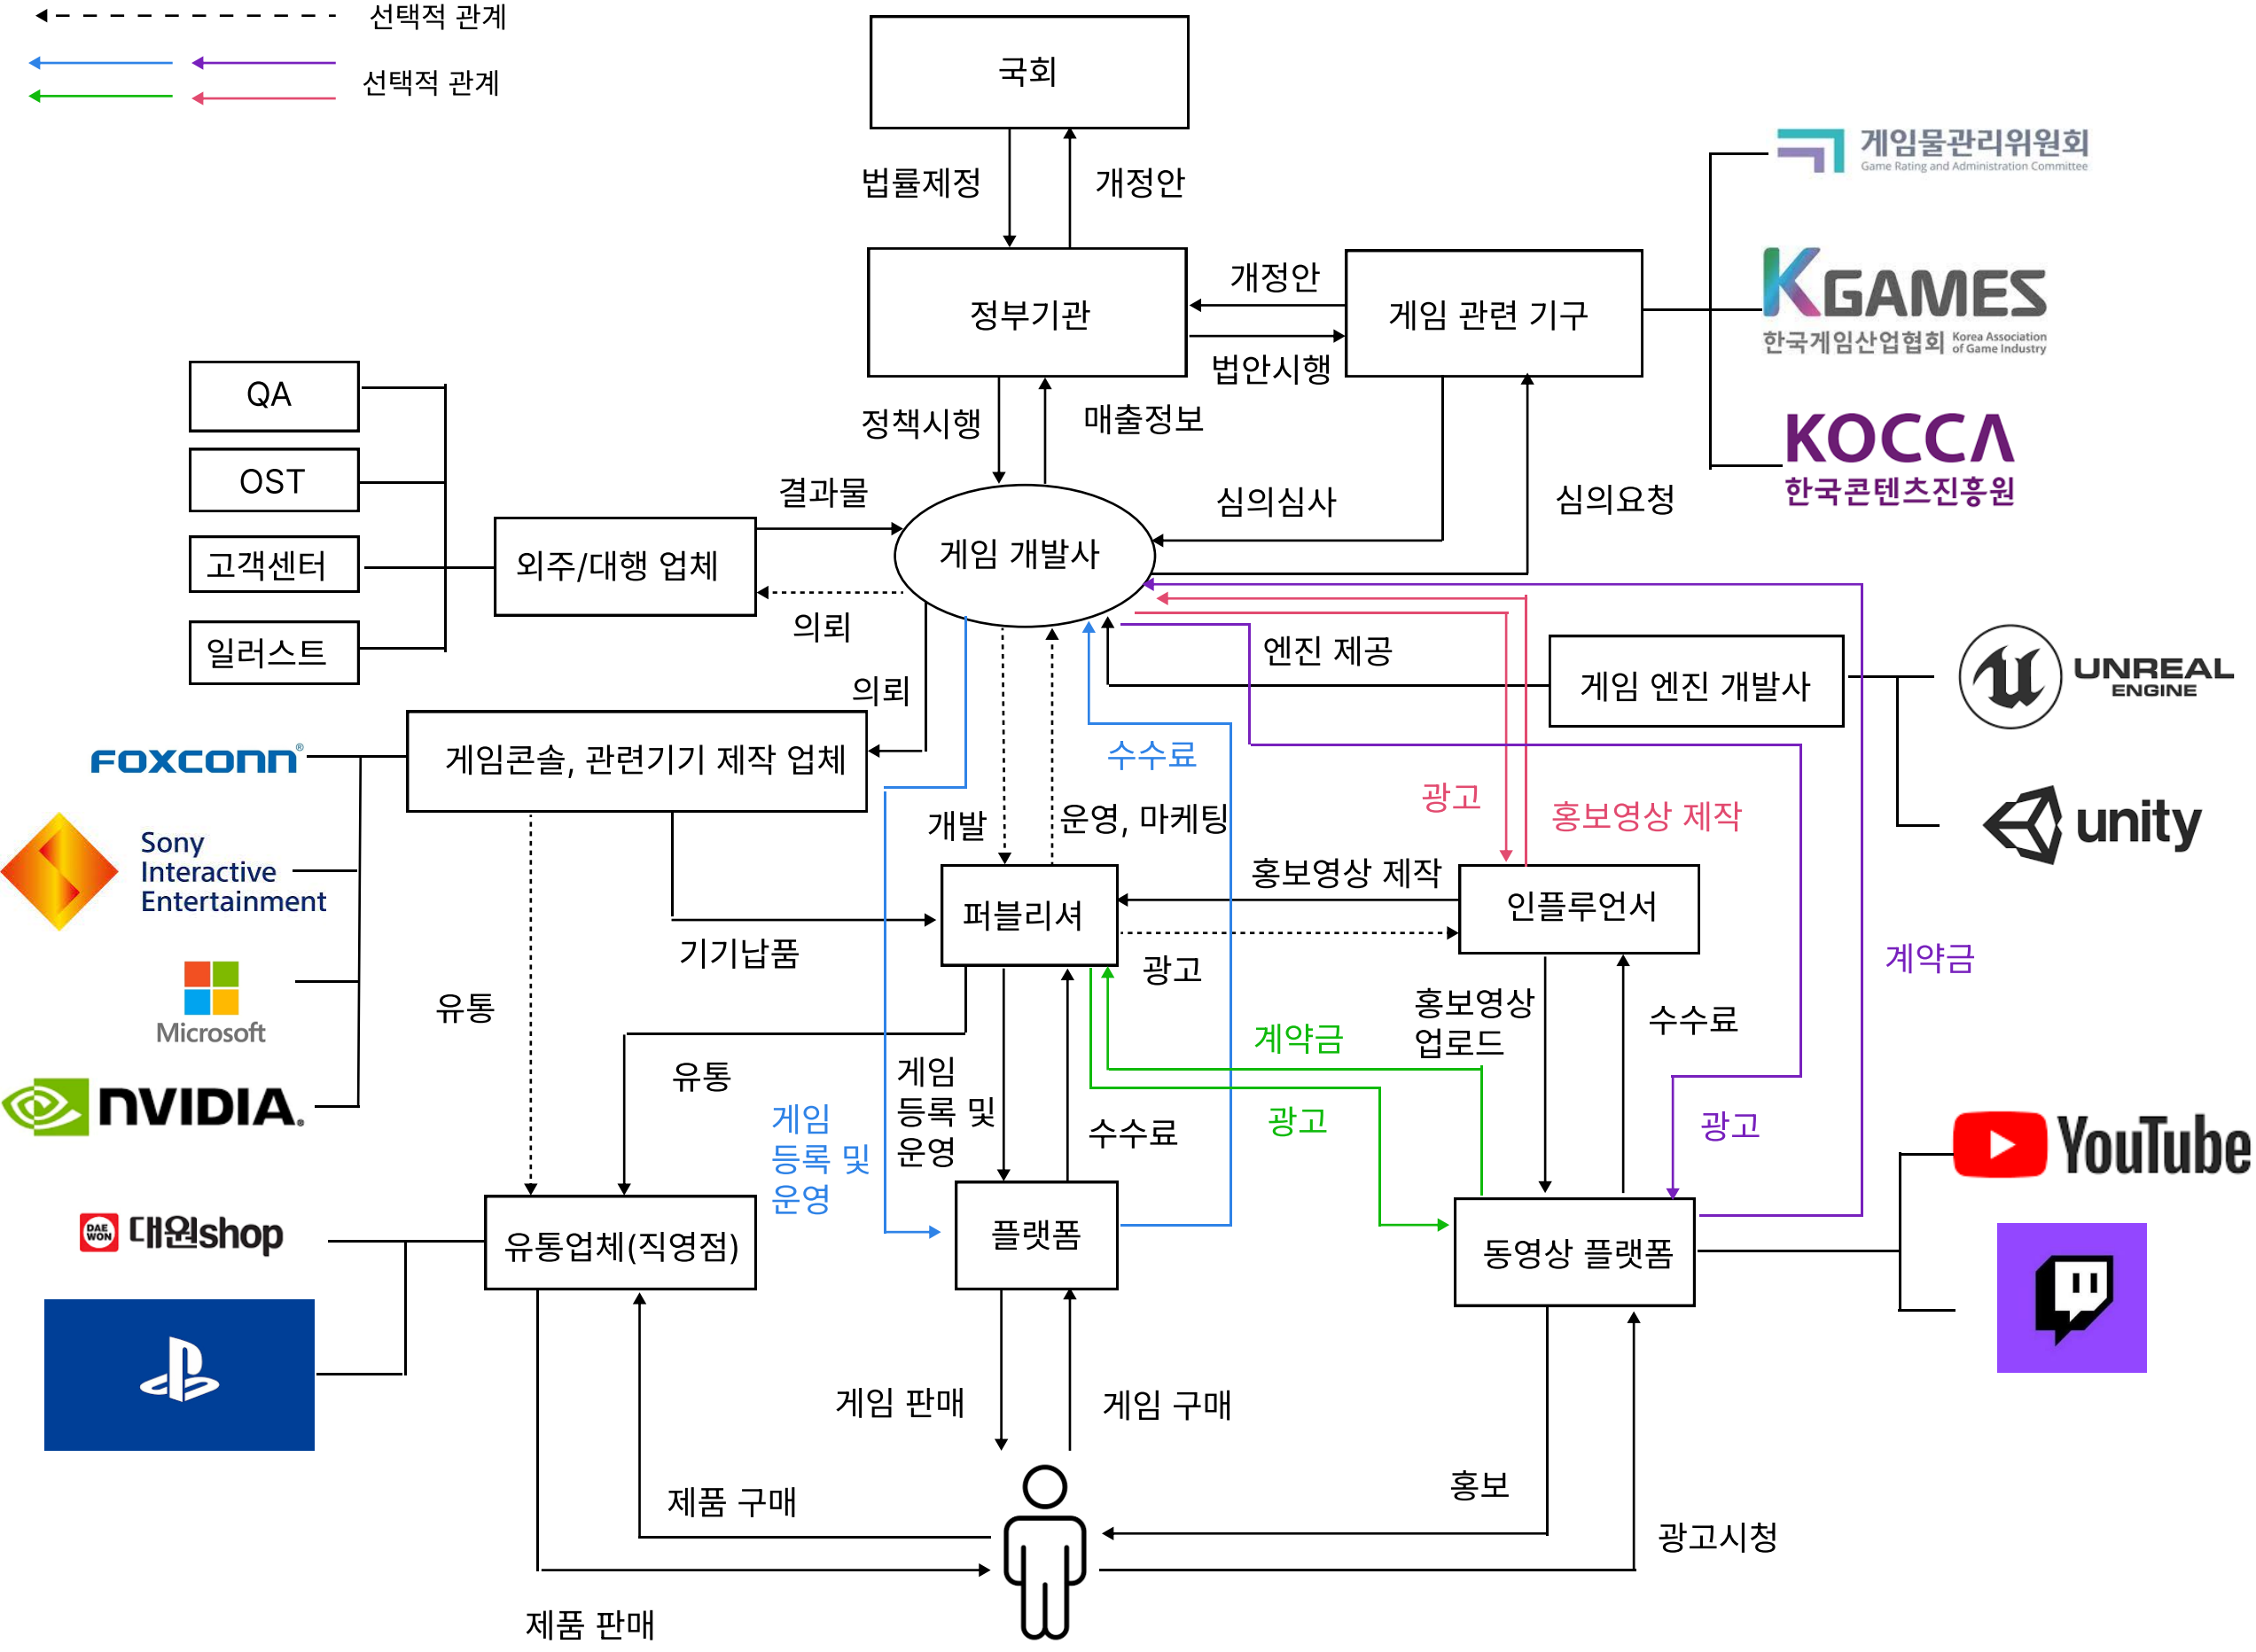 선택적 관계
선택적 관계
국회
법률제정
개정안
게임물관리위원회
Game Rating and Administration Committee
정부기관
개정안
법안시행
게임 관련 기구
KGAMES
한국게임산업협회 Korea Association
of Game Industry
KOCCA
한국콘텐츠진흥원
QA
OST
고객센터
일러스트
정책시행
매출정보
결과물
외주/대행 업체
의뢰
게임 개발사
심의심사
심의요청
의뢰
엔진 제공
게임 엔진 개발사
UNREAL
ENGINE
unity
FOXCONN®
게임콘솔, 관련기기 제작 업체
수수료
광고
홍보영상 제작
개발
운영, 마케팅
Sony
Interactive
Entertainment
홍보영상 제작
퍼블리셔
인플루언서
기기납품
광고
계약금
Microsoft
유통
홍보영상
업로드
수수료
계약금
유통
게임
등록 및
운영
게임
등록 및
운영
수수료
광고
광고
NVIDIA.
YouTube
DAE
WON
대원shop
유통업체(직영점)
플랫폼
동영상 플랫폼
게임 판매
게임 구매
제품 구매
홍보
광고시청
제품 판매